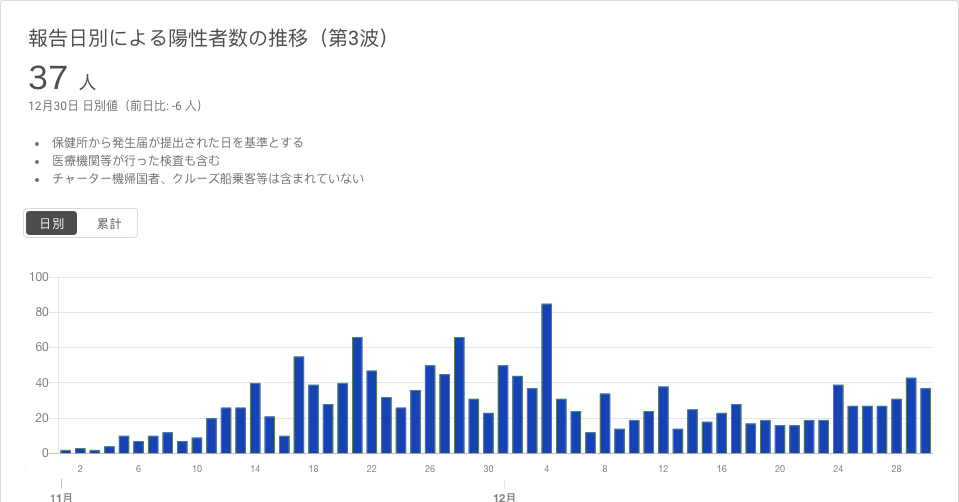 報告日別による陽性者数の推移（第3波）
37 人
12月30日 日別値（前日比: -6 人）
保健所から発生届が提出された日を基準とする
医療機関等が行った検査も含む
チャーター機帰国者、クルーズ船乗客等は含まれていない
日別 累計
100
80
60
40
20
0
2 6 10 14 18 22 26 30 4 8 12 16 20 24 28
11月 12月